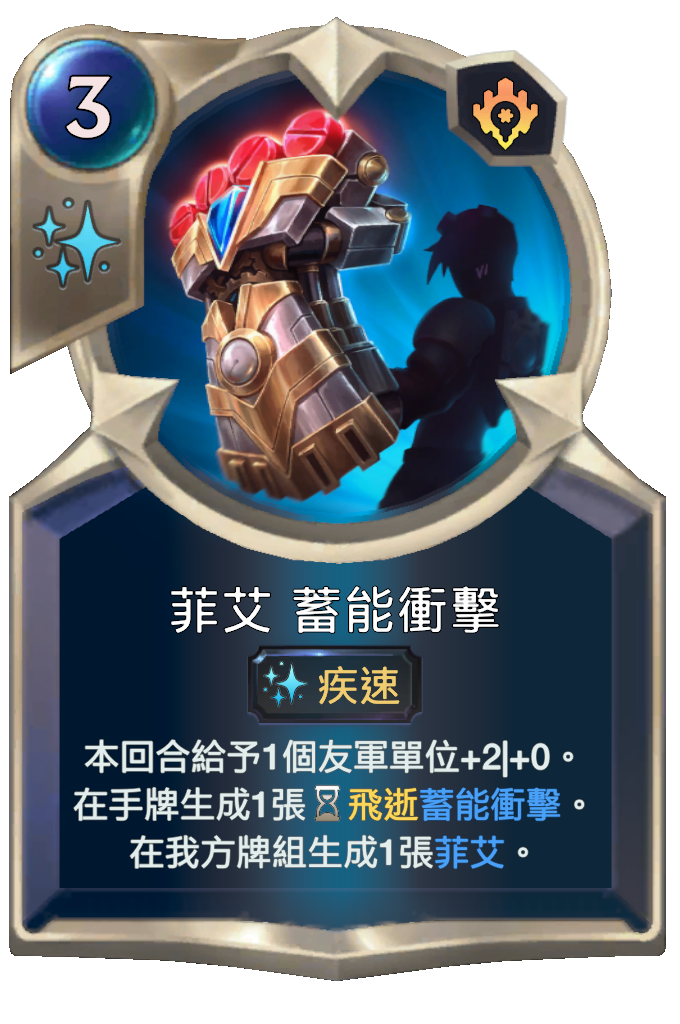 3
菲艾 蓄能衝擊
疾速
本回合給予1個友軍單位+2|+0。
在手牌生成1張飛逝蓄能衝擊。
在我方牌組生成1張菲艾。